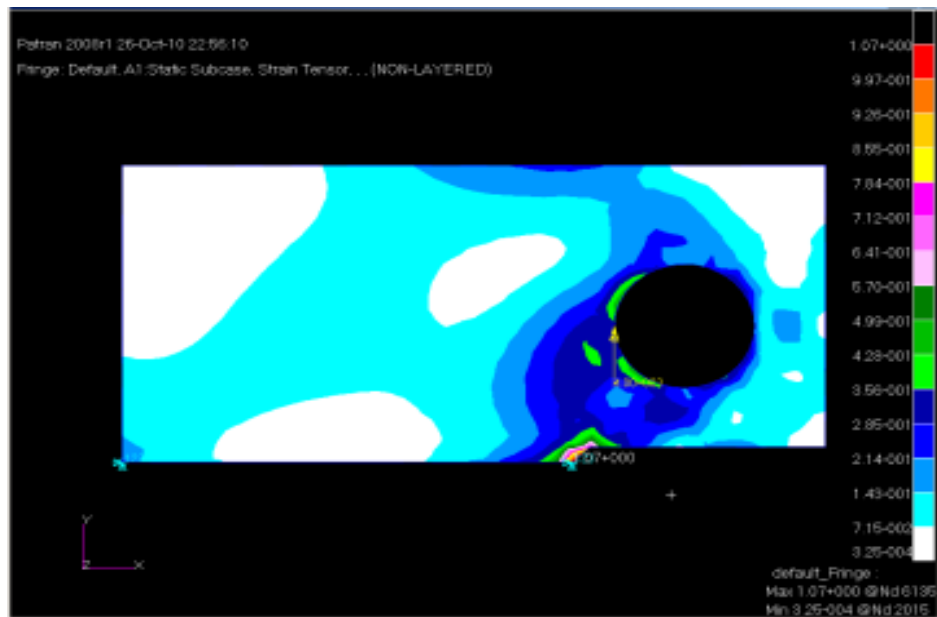 Patran 2008r1 26-Oct-10 22:56:10
Fringe: Default, A1:Static Subcase, Strain Tensor, . . (NON-LAYERED)
1.07+000
9.97-001
9.26-001
8.55-001
7.84-001
7.12-001
6.41-001
5.70-001
4.99-001
4.28-001
3.56-001
2.85-001
2.14-001
1.43-001
7.15-002
3.25-004
1.07+000
Y
Z X
default_Fringe :
Max 1.07+000 @Nd 6135
Min 3.25-004 @Nd 2015